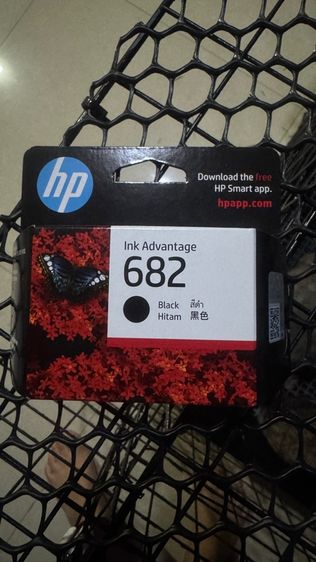 hp
Download the free
HP Smart app.
hpapp.com
Ink Advantage
682
Black สีดำ
Hitam 黑色